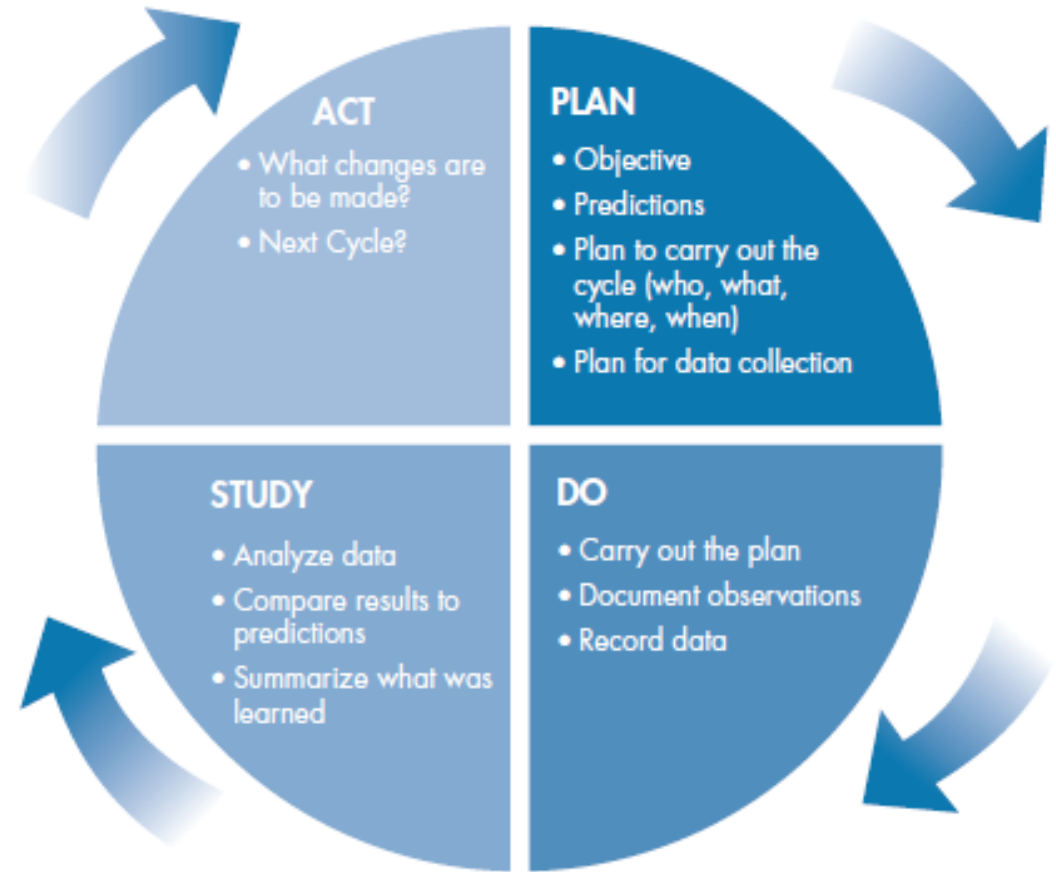 ACT
• What changes are
to be made?
• Next Cycle?
PLAN
• Objective
• Predictions
• Plan to carry out the
cycle (who, what,
where, when)
• Plan for data collection
STUDY
• Analyze data
• Compare results to
predictions
• Summarize what was
learned
DO
• Carry out the plan
• Document observations
• Record data